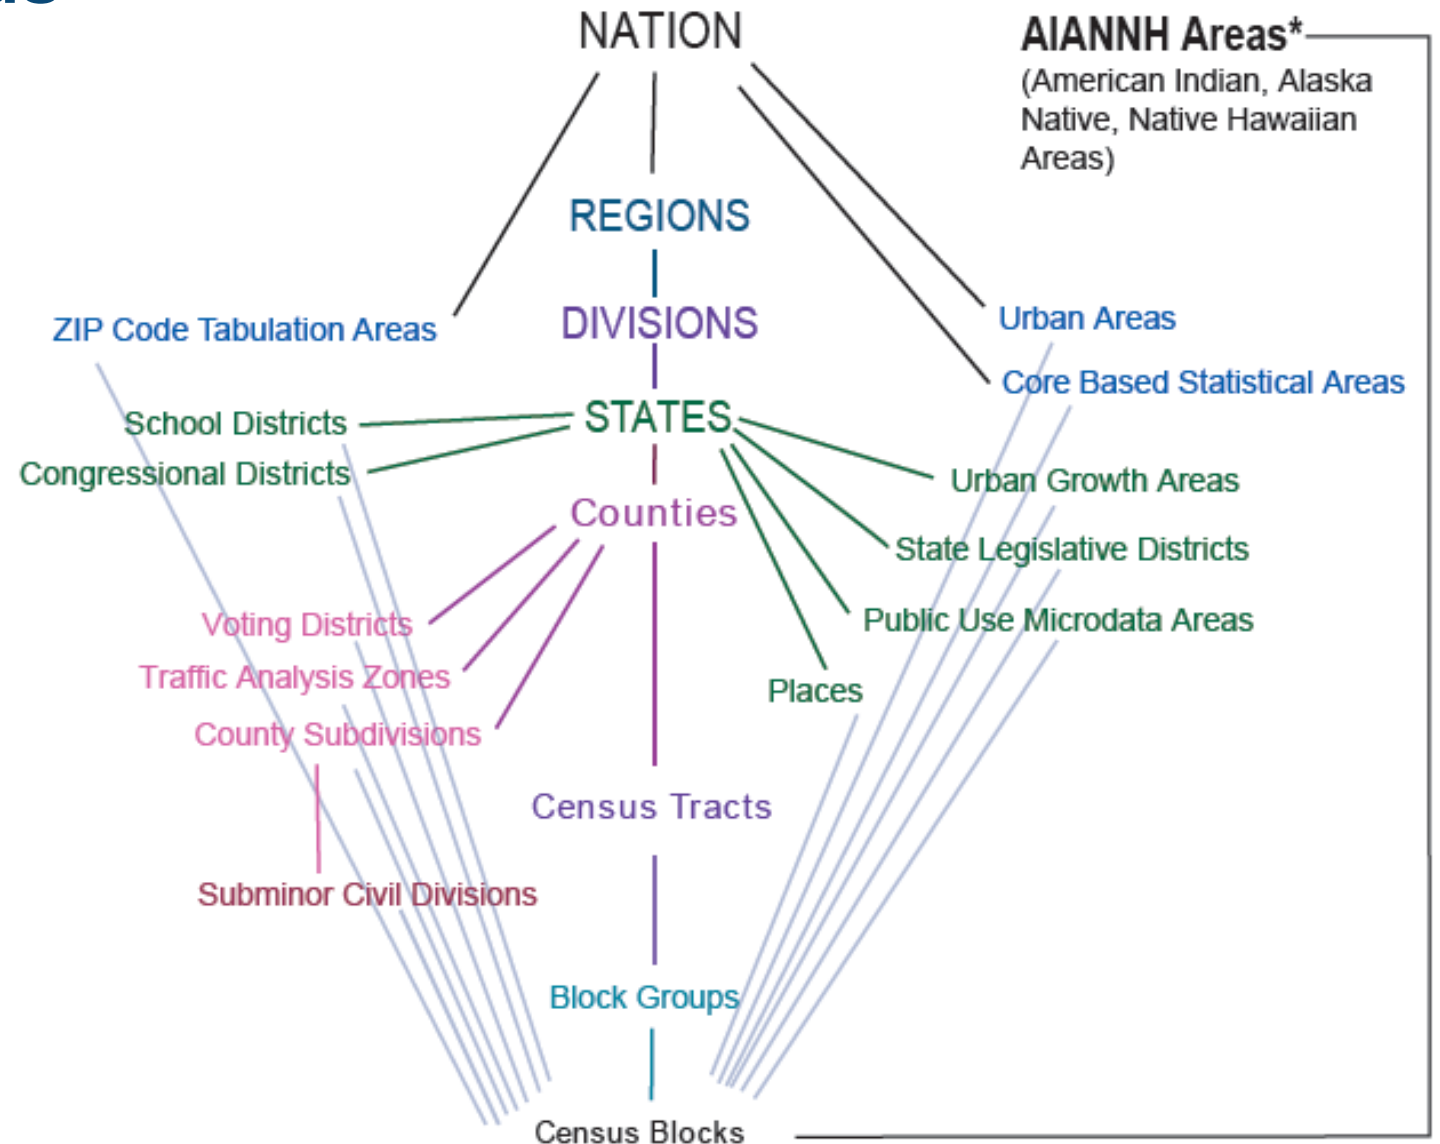 NATION
AIANNH Areas*
(American Indian, Alaska
Native, Native Hawaiian
Areas)
REGIONS
ZIP Code Tabulation Areas
DIVISIONS
Urban Areas
Core Based Statistical Areas
School Districts
STATES
Congressional Districts
Urban Growth Areas
Counties
State Legislative Districts
Voting Districts
Public Use Microdata Areas
Traffic Analysis Zones
Places
County Subdivisions
Census Tracts
Subminor Civil Divisions
Block Groups
Census Blocks